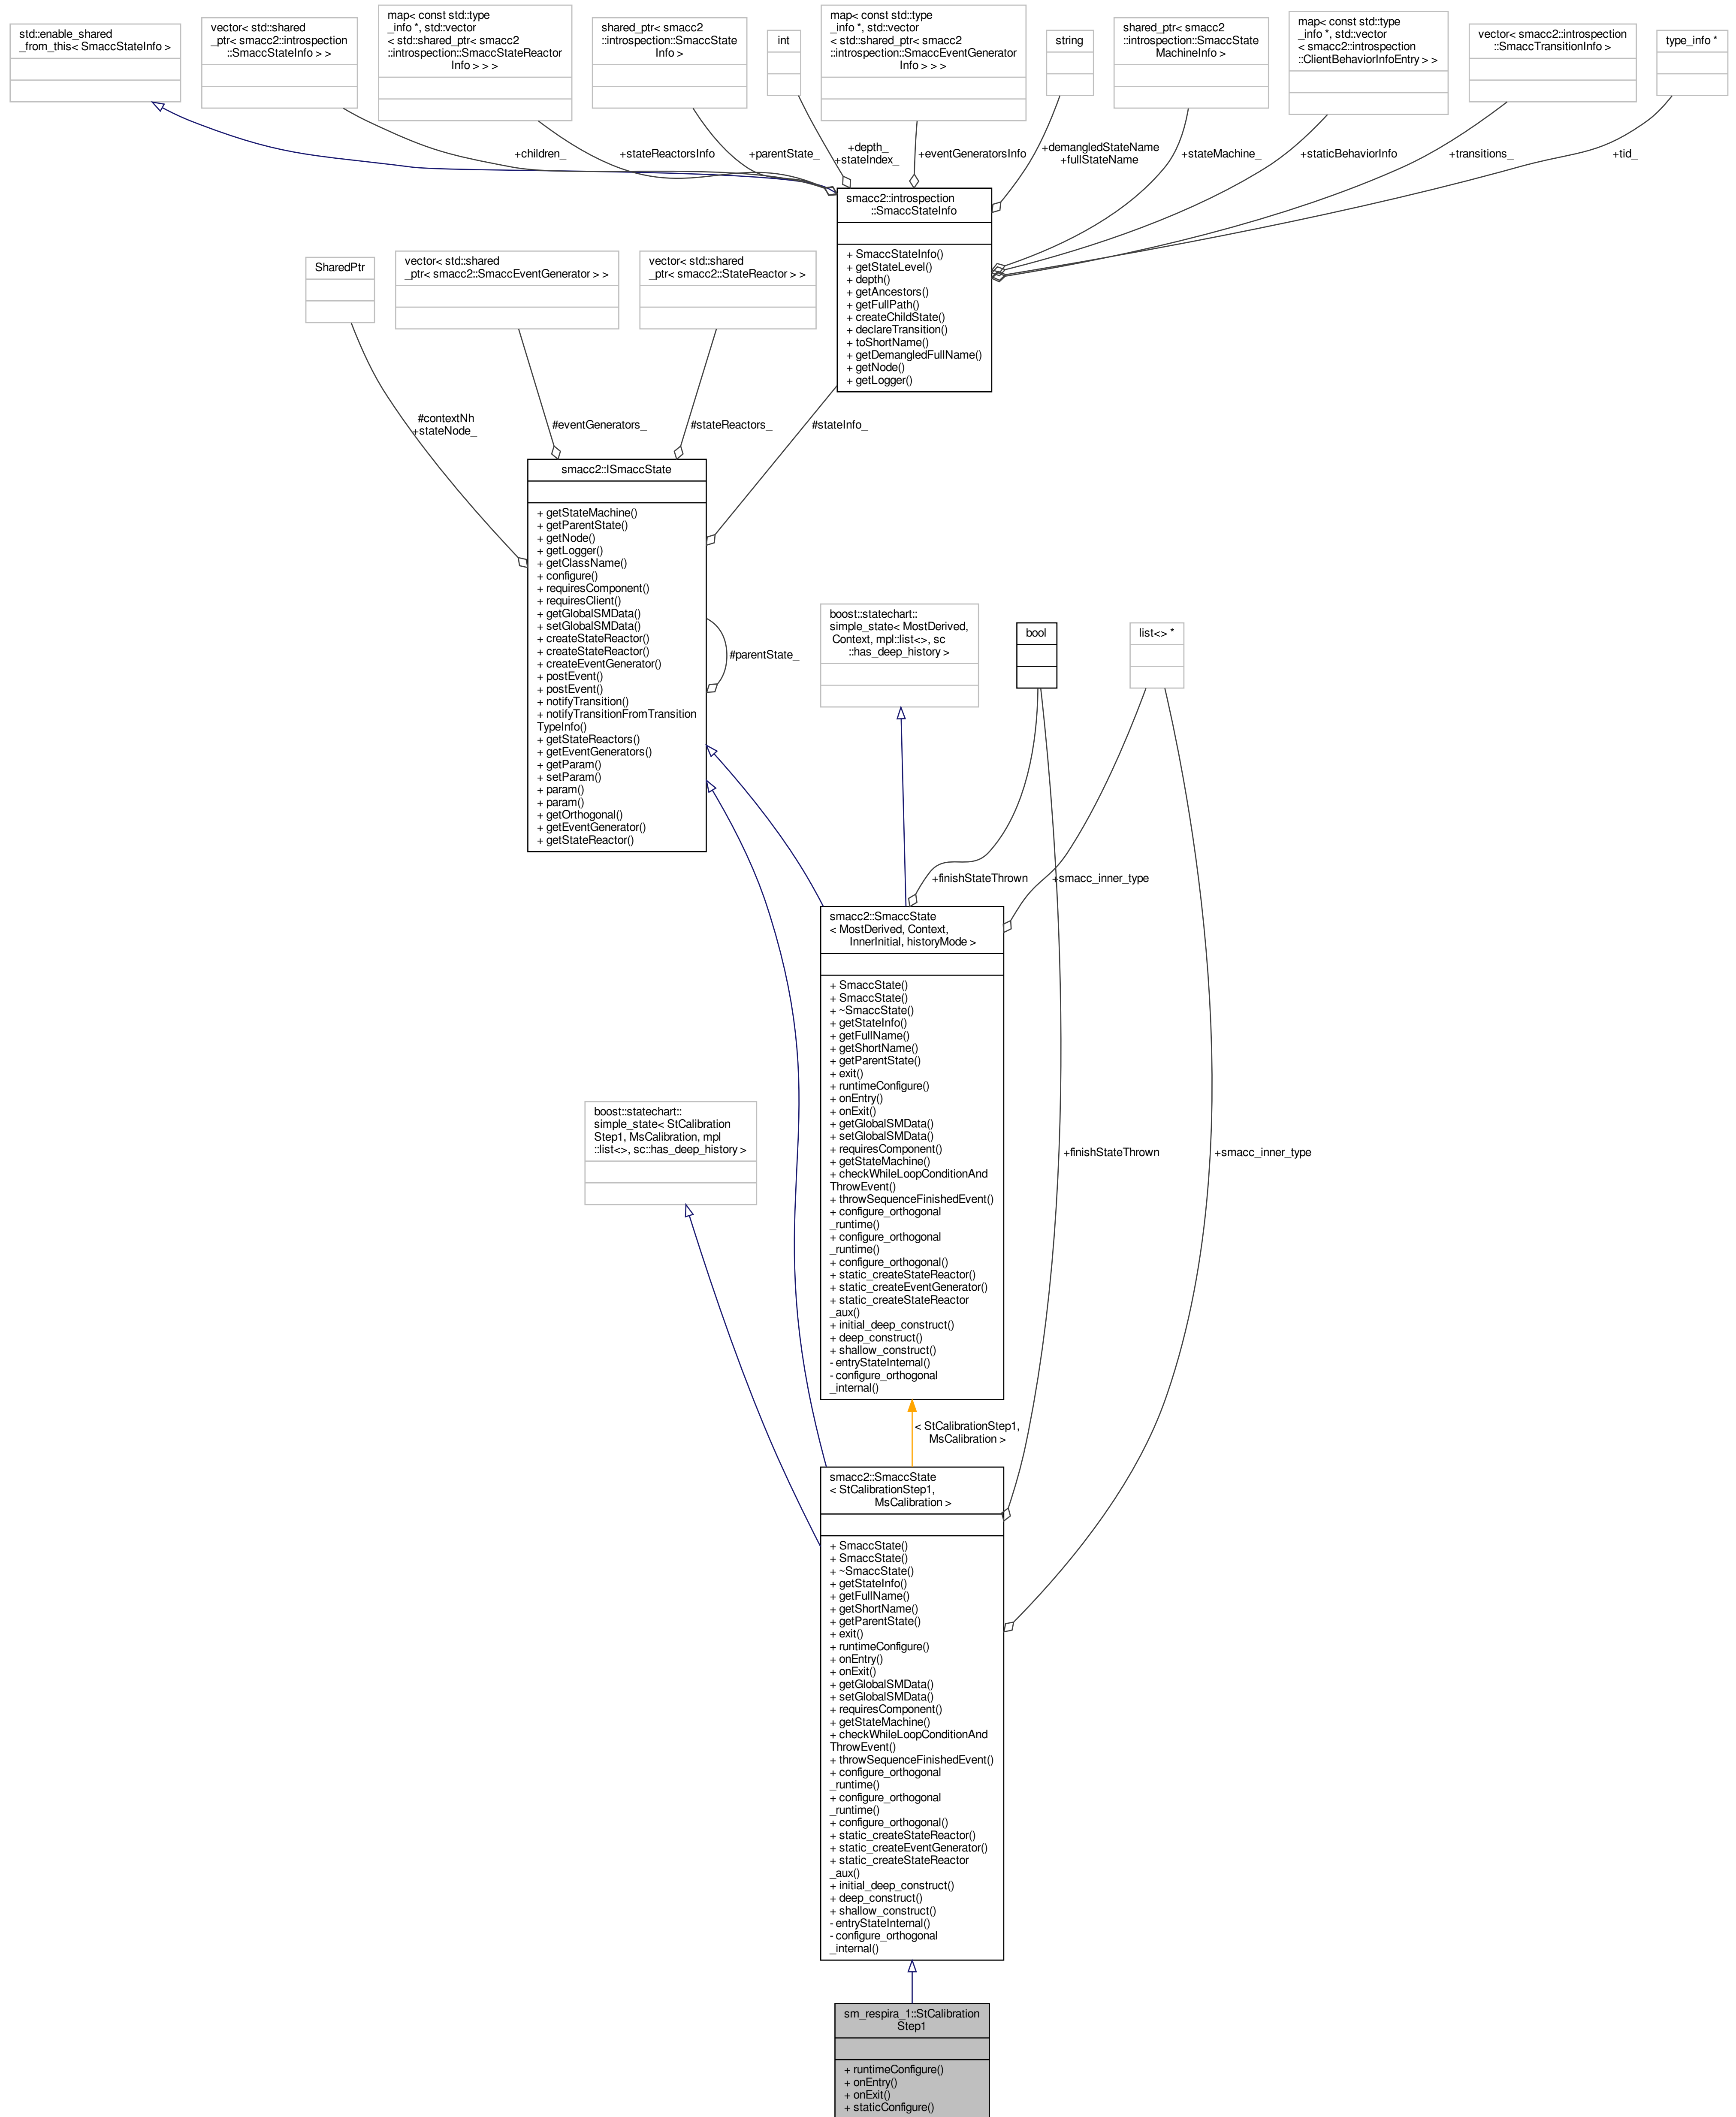 std::enable_shared
_from_this< SmaccStateInfo >
vector< std::shared
_ptr< smacc2::introspection
::SmaccStateInfo > >
map< const std::type
_info *, std::vector
< std::shared_ptr< smacc2
::introspection::SmaccStateReactor
Info > > >
shared_ptr< smacc2
::introspection::SmaccState
Info >
int
map< const std::type
_info *, std::vector
< std::shared_ptr< smacc2
::introspection::SmaccEventGenerator
Info > > >
string
shared_ptr< smacc2
::introspection::SmaccState
MachineInfo >
map< const std::type
_info *, std::vector
< smacc2::introspection
::ClientBehaviorInfoEntry > >
vector< smacc2::introspection
::SmaccTransitionInfo >
type_info *
+children_
+stateReactorsInfo
+parentState_
+depth_
+stateIndex_
+eventGeneratorsInfo
+demangledStateName
+fullStateName
+stateMachine_
+staticBehaviorInfo
+transitions_
+tid_
smacc2::introspection
::SmaccStateInfo
+ SmaccStateInfo()
+ getStateLevel()
+ depth()
+ getAncestors()
+ getFullPath()
+ createChildState()
+ declareTransition()
+ toShortName()
+ getDemangledFullName()
+ getNode()
+ getLogger()
SharedPtr
vector< std::shared
_ptr< smacc2::SmaccEventGenerator > >
vector< std::shared
_ptr< smacc2::StateReactor > >
#contextNh
+stateNode_
#eventGenerators_
#stateReactors_
#stateInfo_
smacc2::ISmaccState
+ getStateMachine()
+ getParentState()
+ getNode()
+ getLogger()
+ getClassName()
+ configure()
+ requiresComponent()
+ requiresClient()
+ getGlobalSMData()
+ setGlobalSMData()
+ createStateReactor()
+ createStateReactor()
+ createEventGenerator()
+ postEvent()
+ postEvent()
+ notifyTransition()
+ notifyTransitionFromTransition
TypeInfo()
+ getStateReactors()
+ getEventGenerators()
+ getParam()
+ setParam()
+ param()
+ param()
+ getOrthogonal()
+ getEventGenerator()
+ getStateReactor()
#parentState_
boost::statechart::
simple_state< MostDerived,
Context, mpl::list<>, sc
::has_deep_history >
bool
list<> *
+finishStateThrown
+smacc_inner_type
smacc2::SmaccState
< MostDerived, Context,
InnerInitial, historyMode >
+ SmaccState()
+ SmaccState()
+ ~SmaccState()
+ getStateInfo()
+ getFullName()
+ getShortName()
+ getParentState()
+ exit()
+ runtimeConfigure()
+ onEntry()
+ onExit()
+ getGlobalSMData()
+ setGlobalSMData()
+ requiresComponent()
+ getStateMachine()
+ checkWhileLoopConditionAnd
ThrowEvent()
+ throwSequenceFinishedEvent()
+ configure_orthogonal
_runtime()
+ configure_orthogonal
_runtime()
+ configure_orthogonal()
+ static_createStateReactor()
+ static_createEventGenerator()
+ static_createStateReactor
_aux()
+ initial_deep_construct()
+ deep_construct()
+ shallow_construct()
- entryStateInternal()
- configure_orthogonal
_internal()
boost::statechart::
simple_state< StCalibration
Step1, MsCalibration, mpl
::list<>, sc::has_deep_history >
+finishStateThrown
+smacc_inner_type
< StCalibrationStep1,
MsCalibration >
smacc2::SmaccState
< StCalibrationStep1,
MsCalibration >
+ SmaccState()
+ SmaccState()
+ ~SmaccState()
+ getStateInfo()
+ getFullName()
+ getShortName()
+ getParentState()
+ exit()
+ runtimeConfigure()
+ onEntry()
+ onExit()
+ getGlobalSMData()
+ setGlobalSMData()
+ requiresComponent()
+ getStateMachine()
+ checkWhileLoopConditionAnd
ThrowEvent()
+ throwSequenceFinishedEvent()
+ configure_orthogonal
_runtime()
+ configure_orthogonal
_runtime()
+ configure_orthogonal()
+ static_createStateReactor()
+ static_createEventGenerator()
+ static_createStateReactor
_aux()
+ initial_deep_construct()
+ deep_construct()
+ shallow_construct()
- entryStateInternal()
- configure_orthogonal
_internal()
sm_respira_1::StCalibration
Step1
+ runtimeConfigure()
+ onEntry()
+ onExit()
+ staticConfigure()